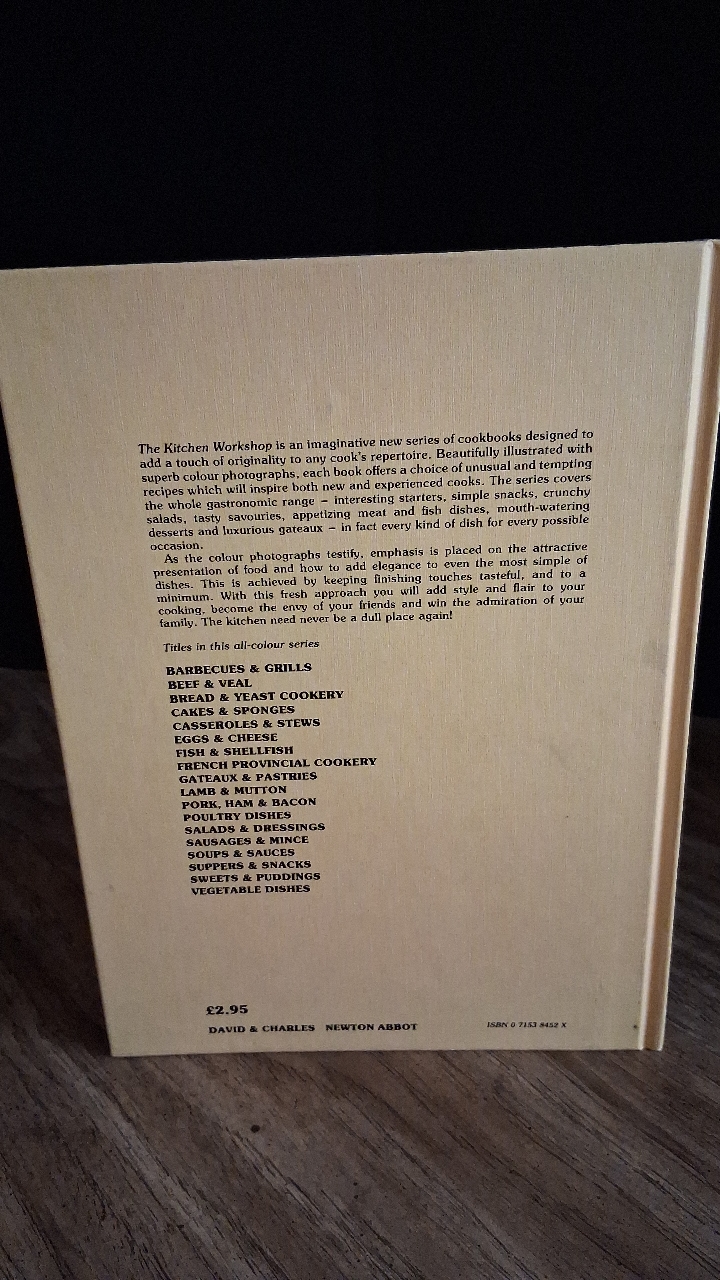 The Kitchen Workshop is an imaginative new series of cookbooks designed to
add a touch of originality to any cook's repertoire. Beautifully illustrated with
superb colour photographs, each book offers a choice of unusual and tempting
recipes which will inspire both new and experienced cooks. The series covers
the whole gastronomic range – interesting starters, simple snacks, crunchy
salads, tasty savouries, appetizing meat and fish dishes, mouth-watering
desserts and luxurious gateaux – in fact every kind of dish for every possible
occasion.
As the colour photographs testify, emphasis is placed on the attractive
presentation of food and how to add elegance to even the most simple of
dishes. This is achieved by keeping finishing touches tasteful, and to a
minimum. With this fresh approach you will add style and flair to your
cooking, become the envy of your friends and win the admiration of your
family. The kitchen need never be a dull place again!
Titles in this all-colour series
BARBECUES & GRILLS
BEEF & VEAL
BREAD & YEAST COOKERY
CAKES & SPONGES
CASSEROLES & STEWS
EGGS & CHEESE
FISH & SHELLFISH
FRENCH PROVINCIAL COOKERY
GATEAUX & PASTRIES
LAMB & MUTTON
PORK, HAM & BACON
POULTRY DISHES
SALADS & DRESSINGS
SAUSAGES & MINCE
SOUPS & SAUCES
SUPPERS & SNACKS
SWEETS & PUDDINGS
VEGETABLE DISHES
£2.95
DAVID & CHARLES NEWTON ABBOT
ISBN 0 7153 8452 X